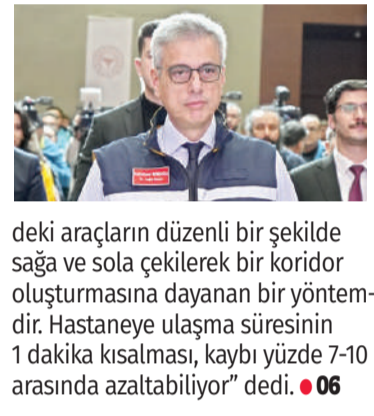 deki araçların düzenli bir şekilde
sağa ve sola çekilerek bir koridor
oluşturmasına dayanan bir yöntem-
dir. Hastaneye ulaşma süresinin
1 dakika kısalması, kaybı yüzde 7-10
arasında azaltabiliyor” dedi. ● 06